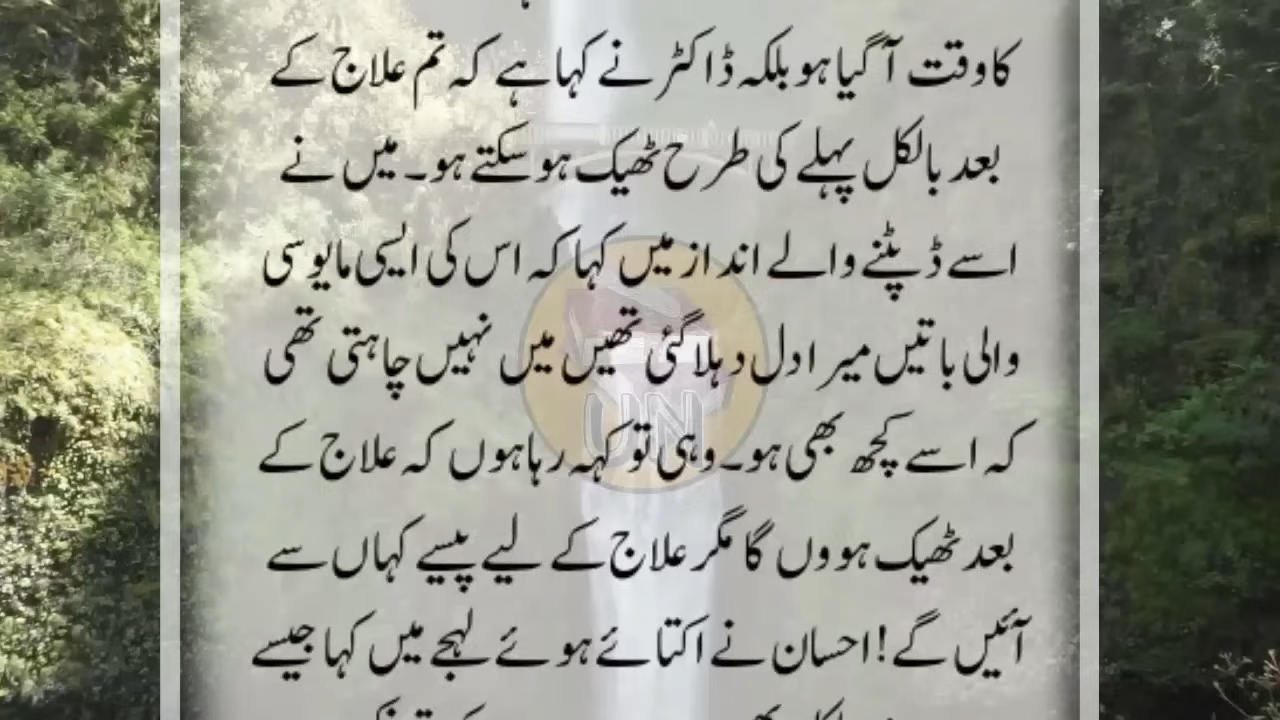 کا وقت آگیا ہو بلکہ ڈاکٹر نے کہا ہے کہ تم علاج کے
بعد بالکل پہلے کی طرح ٹھیک ہو سکتے ہو۔ میں نے
اسے ڈپٹنے والے انداز میں کہا کہ اس کی ایسی مایوسی
والی باتیں میرا دل دہلا گئی تھیں میں نہیں چاہتی تھی
کہ اسے کچھ بھی ہو۔ وہی تو کہہ رہا ہوں کہ علاج کے
بعد ٹھیک ہووں گا مگر علاج کے لیے پیسے کہاں سے
آئیں گے! احسان نے اکتائے ہوئے لہجے میں کہا جیسے
UN